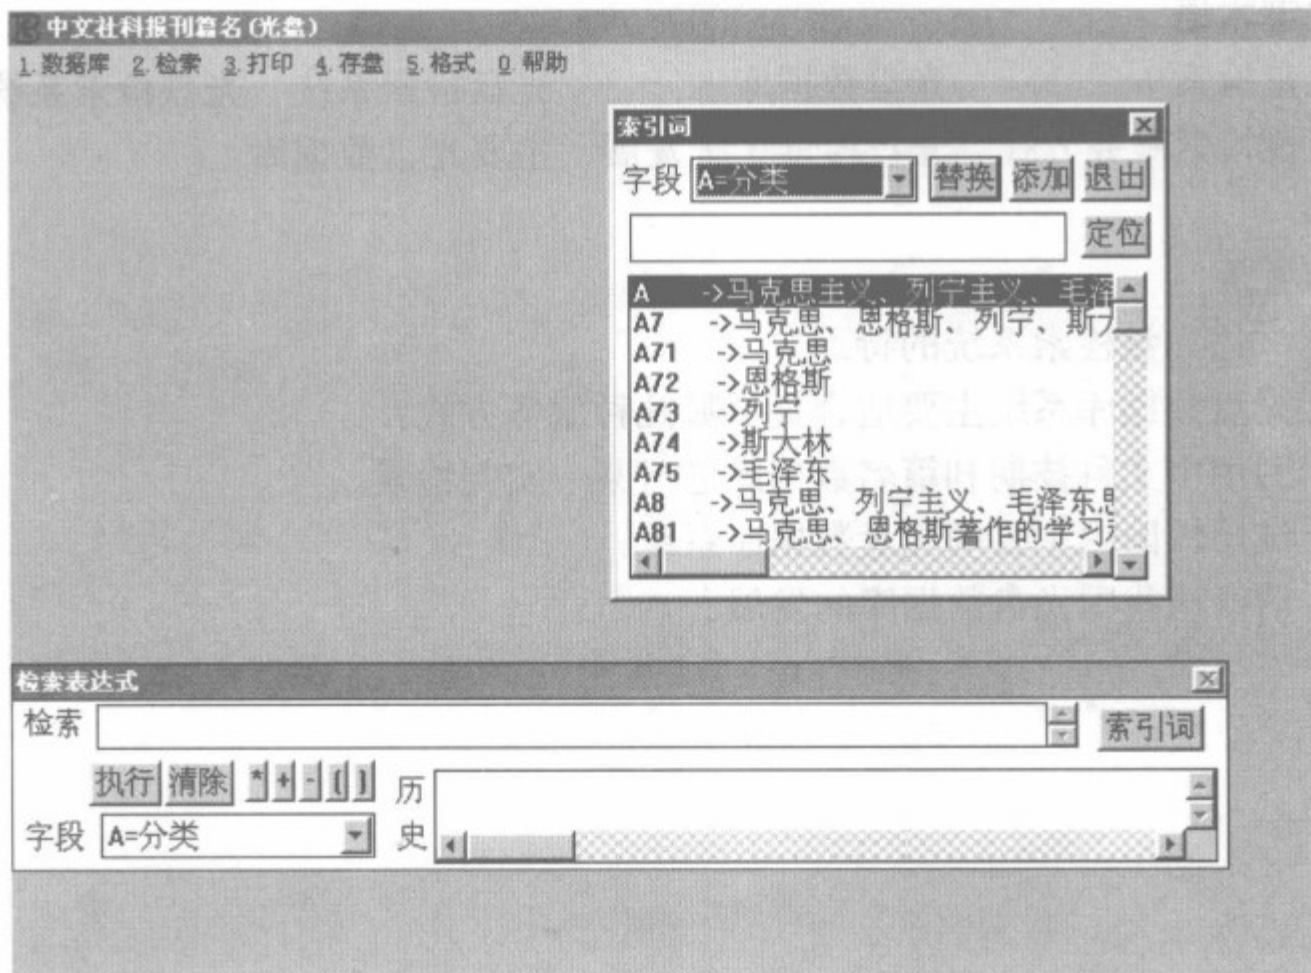 中文社科报刊篇名(光盘)
1.数据库 2.检索 3.打印 4.存盘 5.格式 0.帮助
索引词
字段 A=分类 替换 添加 退出
定位
A ->马克思主义、列宁主义、毛泽
A7 ->马克思、恩格斯、列宁、斯大
A71 ->马克思
A72 ->恩格斯
A73 ->列宁
A74 ->斯大林
A75 ->毛泽东
A8 ->马克思、列宁主义、毛泽东思
A81 ->马克思、恩格斯著作的学习
检索表达式
检索 索引词
执行 清除 * + - ( ) 历
字段 A=分类 史